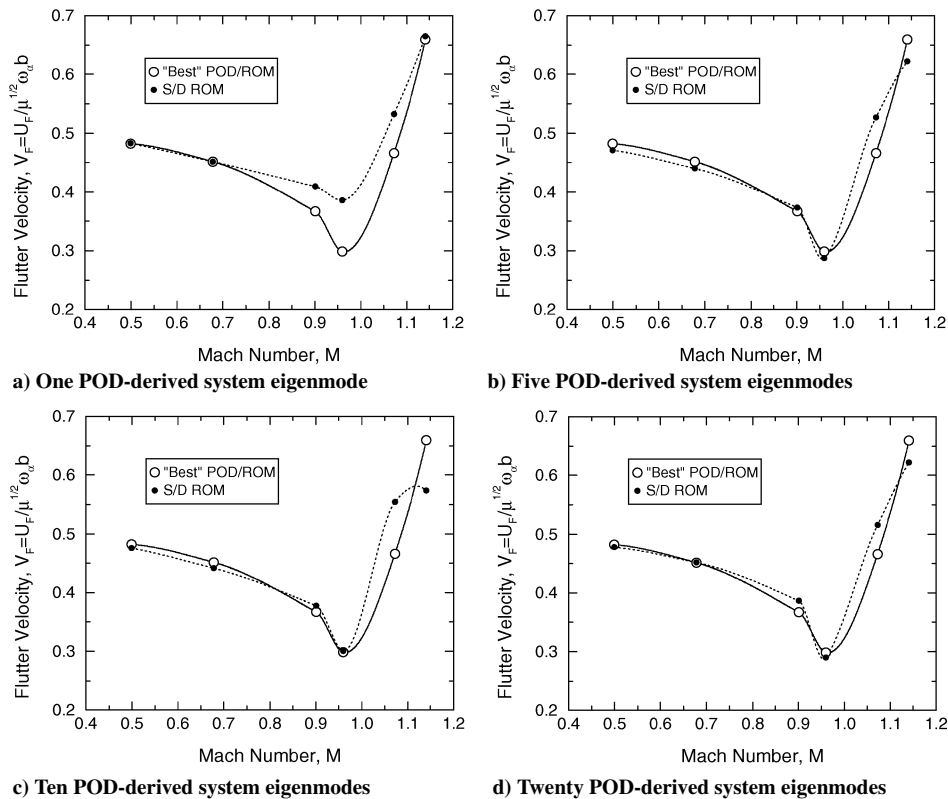 0.7
0.6
0.5
0.4
0.3
0.2
Flutter Velocity, V_F=U_F/μ^{1/2}ω_αb
"Best" POD/ROM
S/D ROM
0.4 0.5 0.6 0.7 0.8 0.9 1.0 1.1 1.2
Mach Number, M
a) One POD-derived system eigenmode
0.7
0.6
0.5
0.4
0.3
0.2
Flutter Velocity, V_F=U_F/μ^{1/2}ω_αb
"Best" POD/ROM
S/D ROM
0.4 0.5 0.6 0.7 0.8 0.9 1.0 1.1 1.2
Mach Number, M
b) Five POD-derived system eigenmodes
0.7
0.6
0.5
0.4
0.3
0.2
Flutter Velocity, V_F=U_F/μ^{1/2}ω_αb
"Best" POD/ROM
S/D ROM
0.4 0.5 0.6 0.7 0.8 0.9 1.0 1.1 1.2
Mach Number, M
c) Ten POD-derived system eigenmodes
0.7
0.6
0.5
0.4
0.3
0.2
Flutter Velocity, V_F=U_F/μ^{1/2}ω_αb
"Best" POD/ROM
S/D ROM
0.4 0.5 0.6 0.7 0.8 0.9 1.0 1.1 1.2
Mach Number, M
d) Twenty POD-derived system eigenmodes